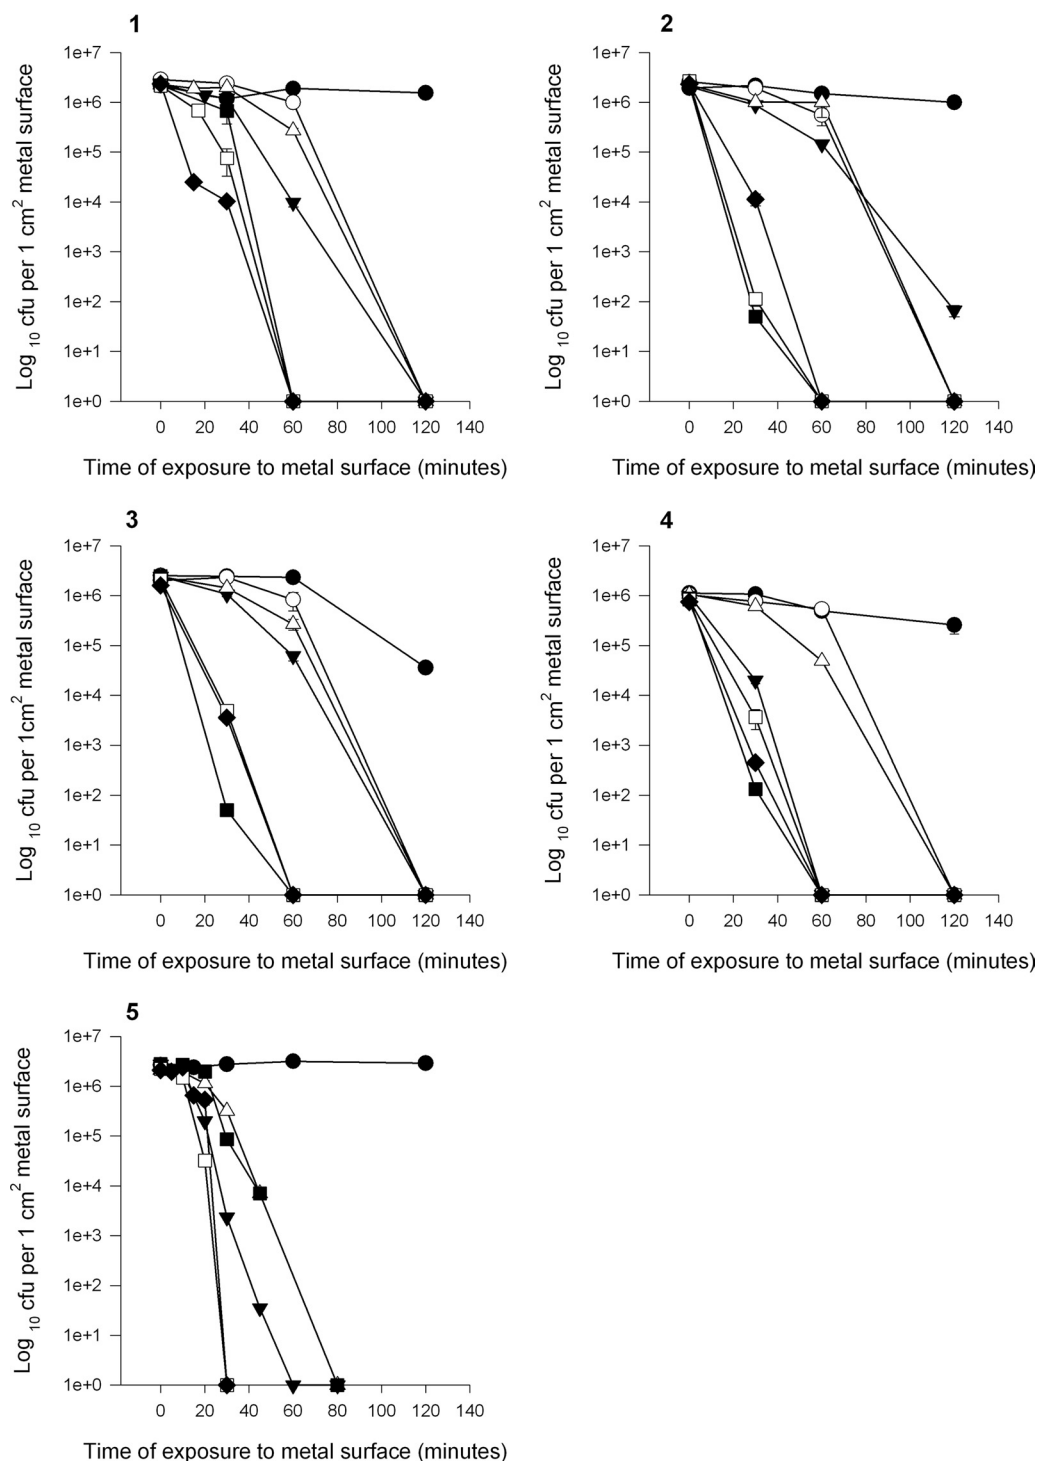 1
1e+7
1e+6
1e+5
1e+4
1e+3
1e+2
1e+1
1e+0
Log 10 cfu per 1 cm2 metal surface
0 20 40 60 80 100 120 140
Time of exposure to metal surface (minutes)
2
1e+7
1e+6
1e+5
1e+4
1e+3
1e+2
1e+1
1e+0
Log 10 cfu per 1 cm2 metal surface
0 20 40 60 80 100 120 140
Time of exposure to metal surface (minutes)
3
1e+7
1e+6
1e+5
1e+4
1e+3
1e+2
1e+1
1e+0
Log 10 cfu per 1cm2 metal surface
0 20 40 60 80 100 120 140
Time of exposure to metal surface (minutes)
4
1e+7
1e+6
1e+5
1e+4
1e+3
1e+2
1e+1
1e+0
Log 10 cfu per 1 cm2 metal surface
0 20 40 60 80 100 120 140
Time of exposure to metal surface (minutes)
5
1e+7
1e+6
1e+5
1e+4
1e+3
1e+2
1e+1
1e+0
Log 10 cfu per 1 cm2 metal surface
0 20 40 60 80 100 120 140
Time of exposure to metal surface (minutes)